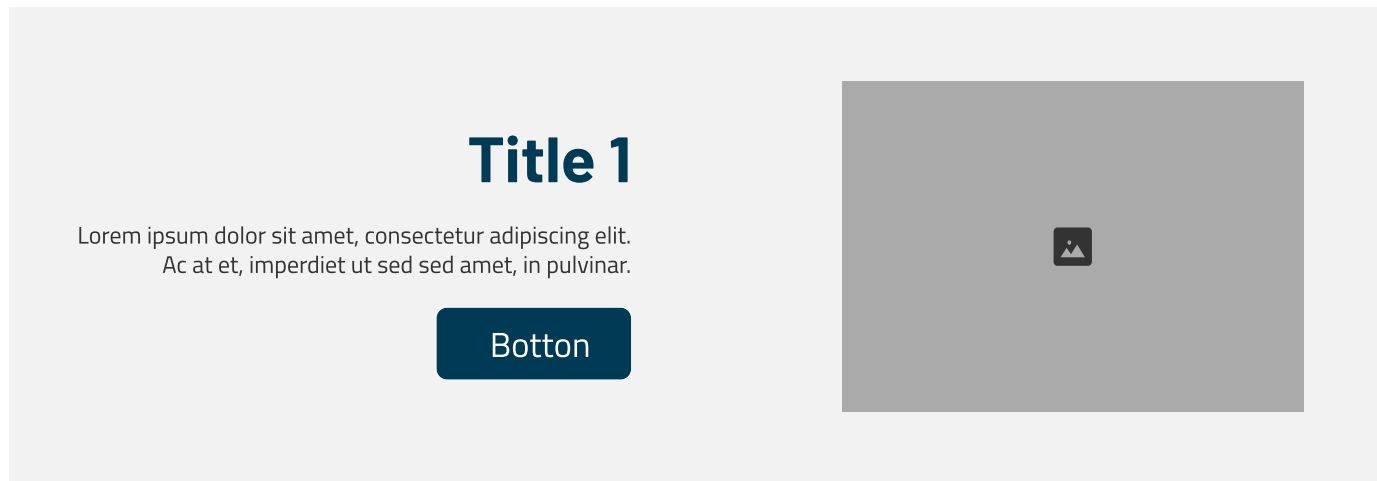 Title 1
Lorem ipsum dolor sit amet, consectetur adipiscing elit.
Ac at et, imperdiet ut sed sed amet, in pulvinar.
Botton